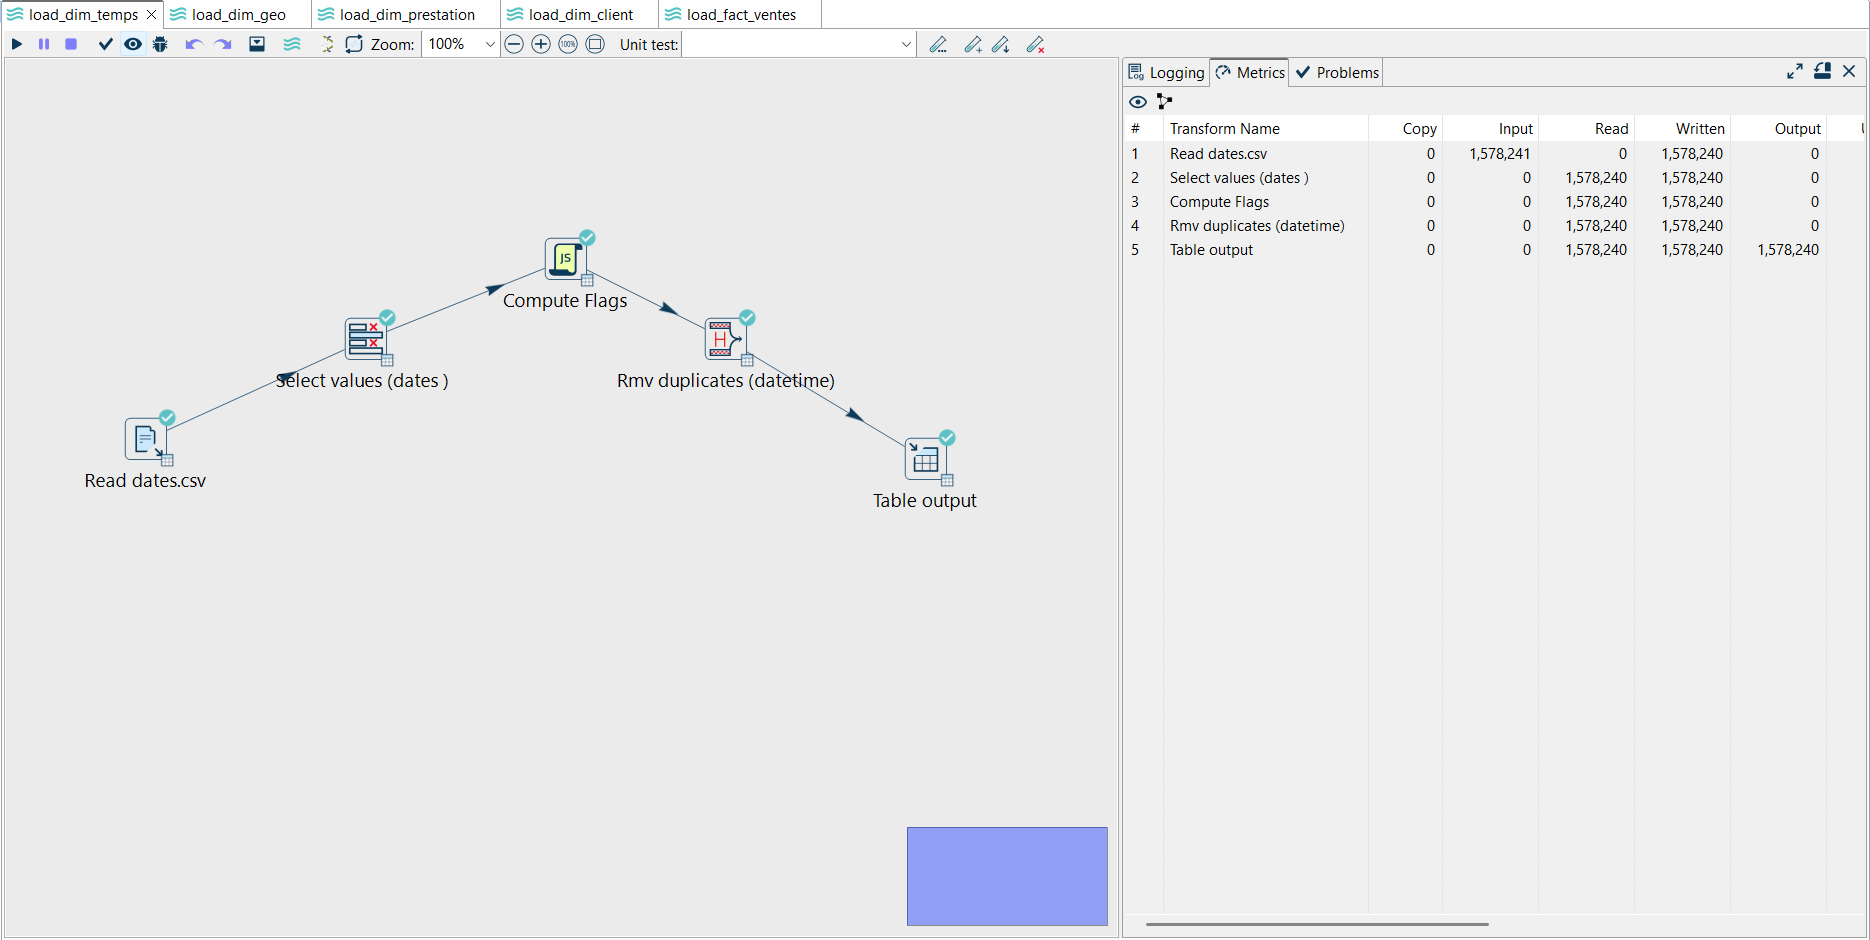 load_dim_temps load_dim_geo load_dim_prestation load_dim_client load_fact_ventes
Zoom: 100% 100% Unit test:
Logging Metrics Problems
# Transform Name Copy Input Read Written Output
1 Read dates.csv 0 1,578,241 0 1,578,240 0
2 Select values (dates ) 0 0 1,578,240 1,578,240 0
3 Compute Flags 0 0 1,578,240 1,578,240 0
4 Rmv duplicates (datetime) 0 0 1,578,240 1,578,240 0
5 Table output 0 0 1,578,240 1,578,240 1,578,240
JS
Compute Flags
H
Select values (dates )
Rmv duplicates (datetime)
Read dates.csv
Table output